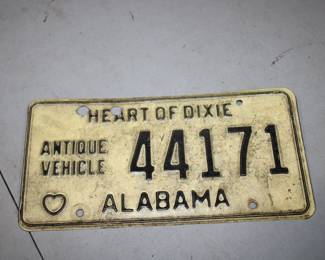 HEART OF DIXIE
ANTIQUE
VEHICLE
44171
ALABAMA